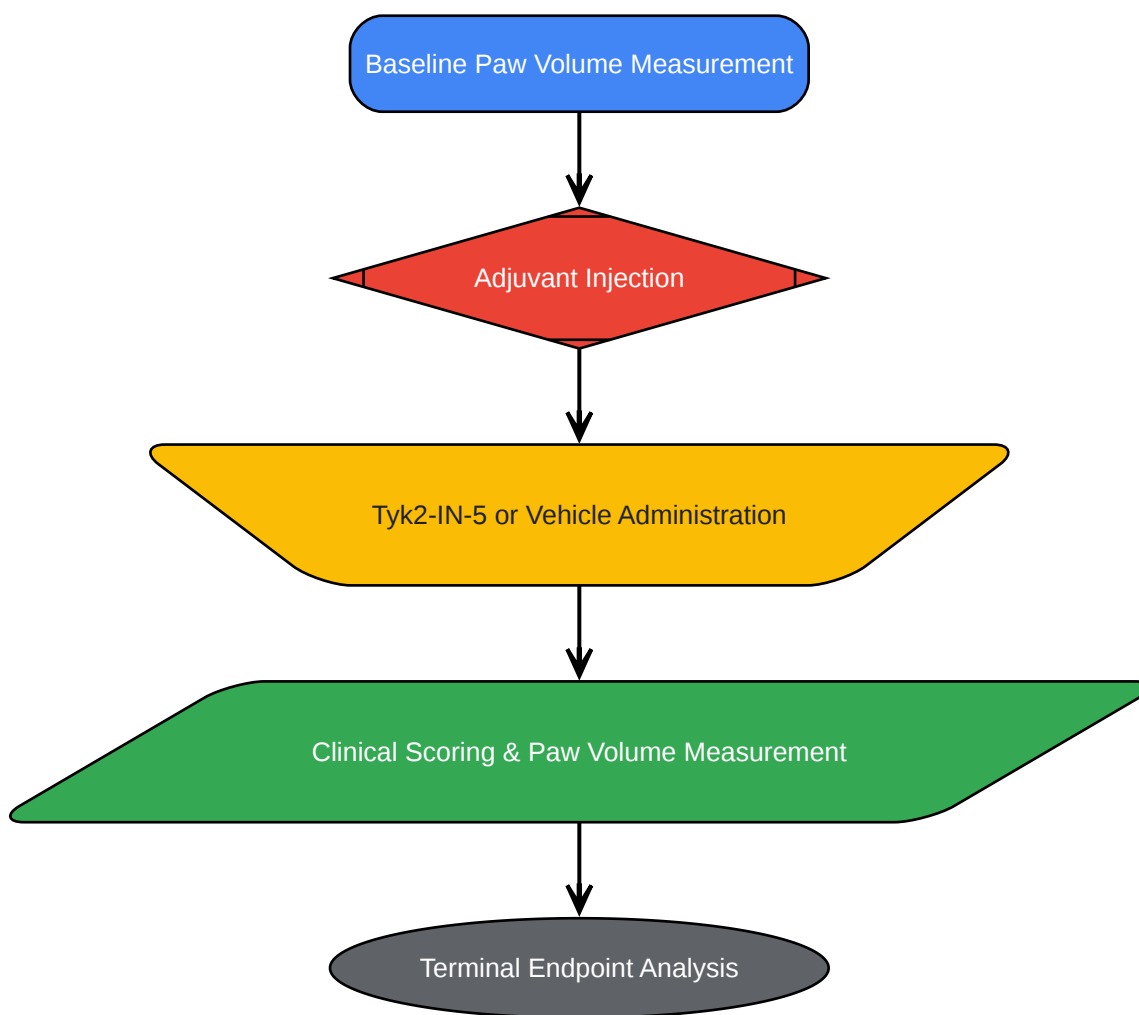 Baseline Paw Volume Measurement
Adjuvant Injection
Tyk2-IN-5 or Vehicle Administration
Clinical Scoring & Paw Volume Measurement
Terminal Endpoint Analysis